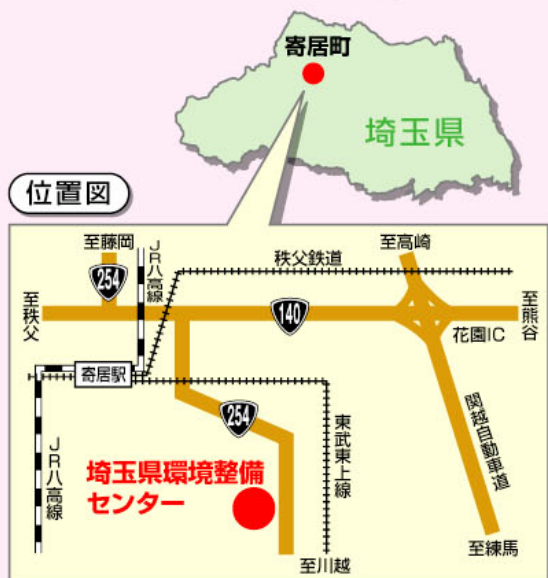 寄居町
埼玉県
位置図
至藤岡
254
JR八高線
秩父鉄道
至高崎
至秩父
140
至熊谷
花園IC
寄居駅
254
関越自動車道
JR八高線
埼玉県環境整備
センター
東武東上線
至練馬
至川越